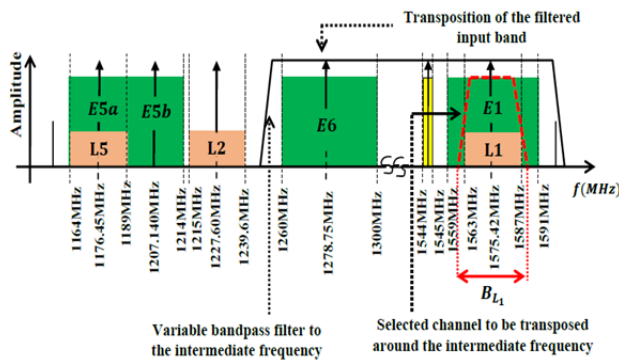 Transposition of the filtered
input band
Amplitude
E5a
E5b
E6
E1
L5
L2
L1
f(MHz)
1164MHz
1176.45MHz
1189MHz
1207.140MHz
1214MHz
1215MHz
1227.60MHz
1239.6MHz
1260MHz
1278.75MHz
1300MHz
1544MHz
1545MHz
1559MHz
1563MHz
1575.42MHz
1587MHz
1591MHz
B_{L_1}
Variable bandpass filter to
the intermediate frequency
Selected channel to be transposed
around the intermediate frequency